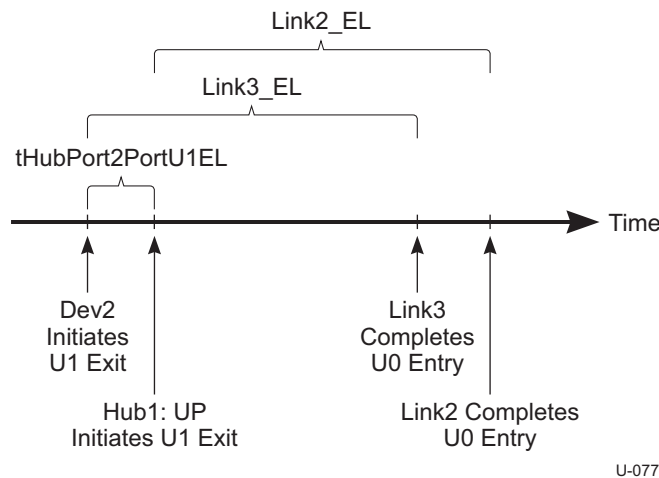 Link2_EL
Link3_EL
tHubPort2PortU1EL
Time
Dev2
Initiates
U1 Exit
Link3
Completes
U0 Entry
Hub1: UP
Initiates U1 Exit
Link2 Completes
U0 Entry
U-077